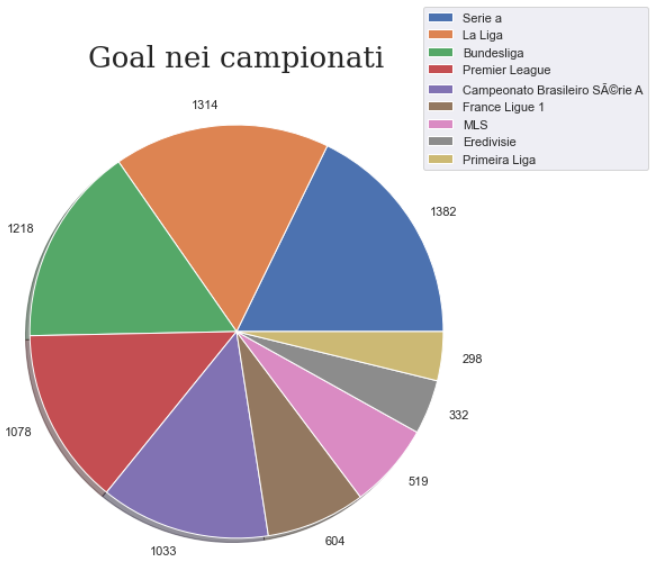 Goal nei campionati
Serie a
La Liga
Bundesliga
Premier League
Campeonato Brasileiro SÃ©rie A
France Ligue 1
MLS
Eredivisie
Primeira Liga
1314
1382
1218
298
332
1078
519
604
1033